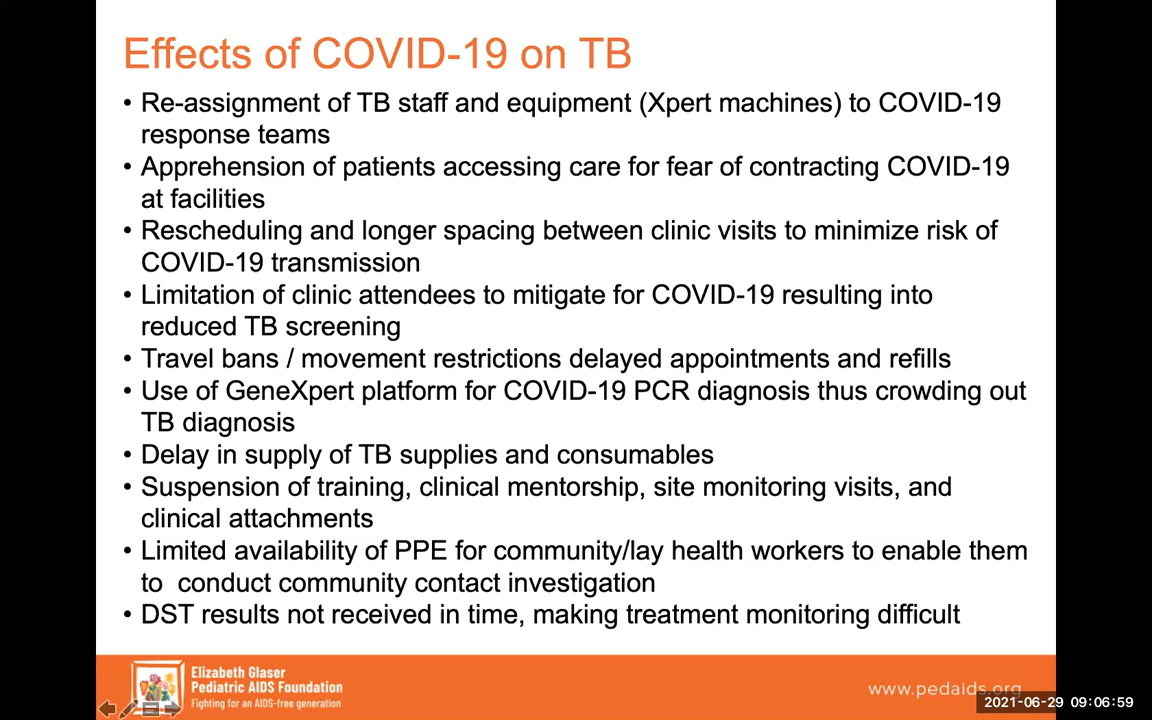 Effects of COVID-19 on TB
• Re-assignment of TB staff and equipment (Xpert machines) to COVID-19
response teams
• Apprehension of patients accessing care for fear of contracting COVID-19
at facilities
• Rescheduling and longer spacing between clinic visits to minimize risk of
COVID-19 transmission
• Limitation of clinic attendees to mitigate for COVID-19 resulting into
reduced TB screening
• Travel bans / movement restrictions delayed appointments and refills
• Use of GeneXpert platform for COVID-19 PCR diagnosis thus crowding out
TB diagnosis
• Delay in supply of TB supplies and consumables
• Suspension of training, clinical mentorship, site monitoring visits, and
clinical attachments
• Limited availability of PPE for community/lay health workers to enable them
to  conduct community contact investigation
• DST results not received in time, making treatment monitoring difficult
Elizabeth Glaser
Pediatric AIDS Foundation
Fighting for an AIDS-free generation
www.pedaids.org
2021-06-29 09:06:59